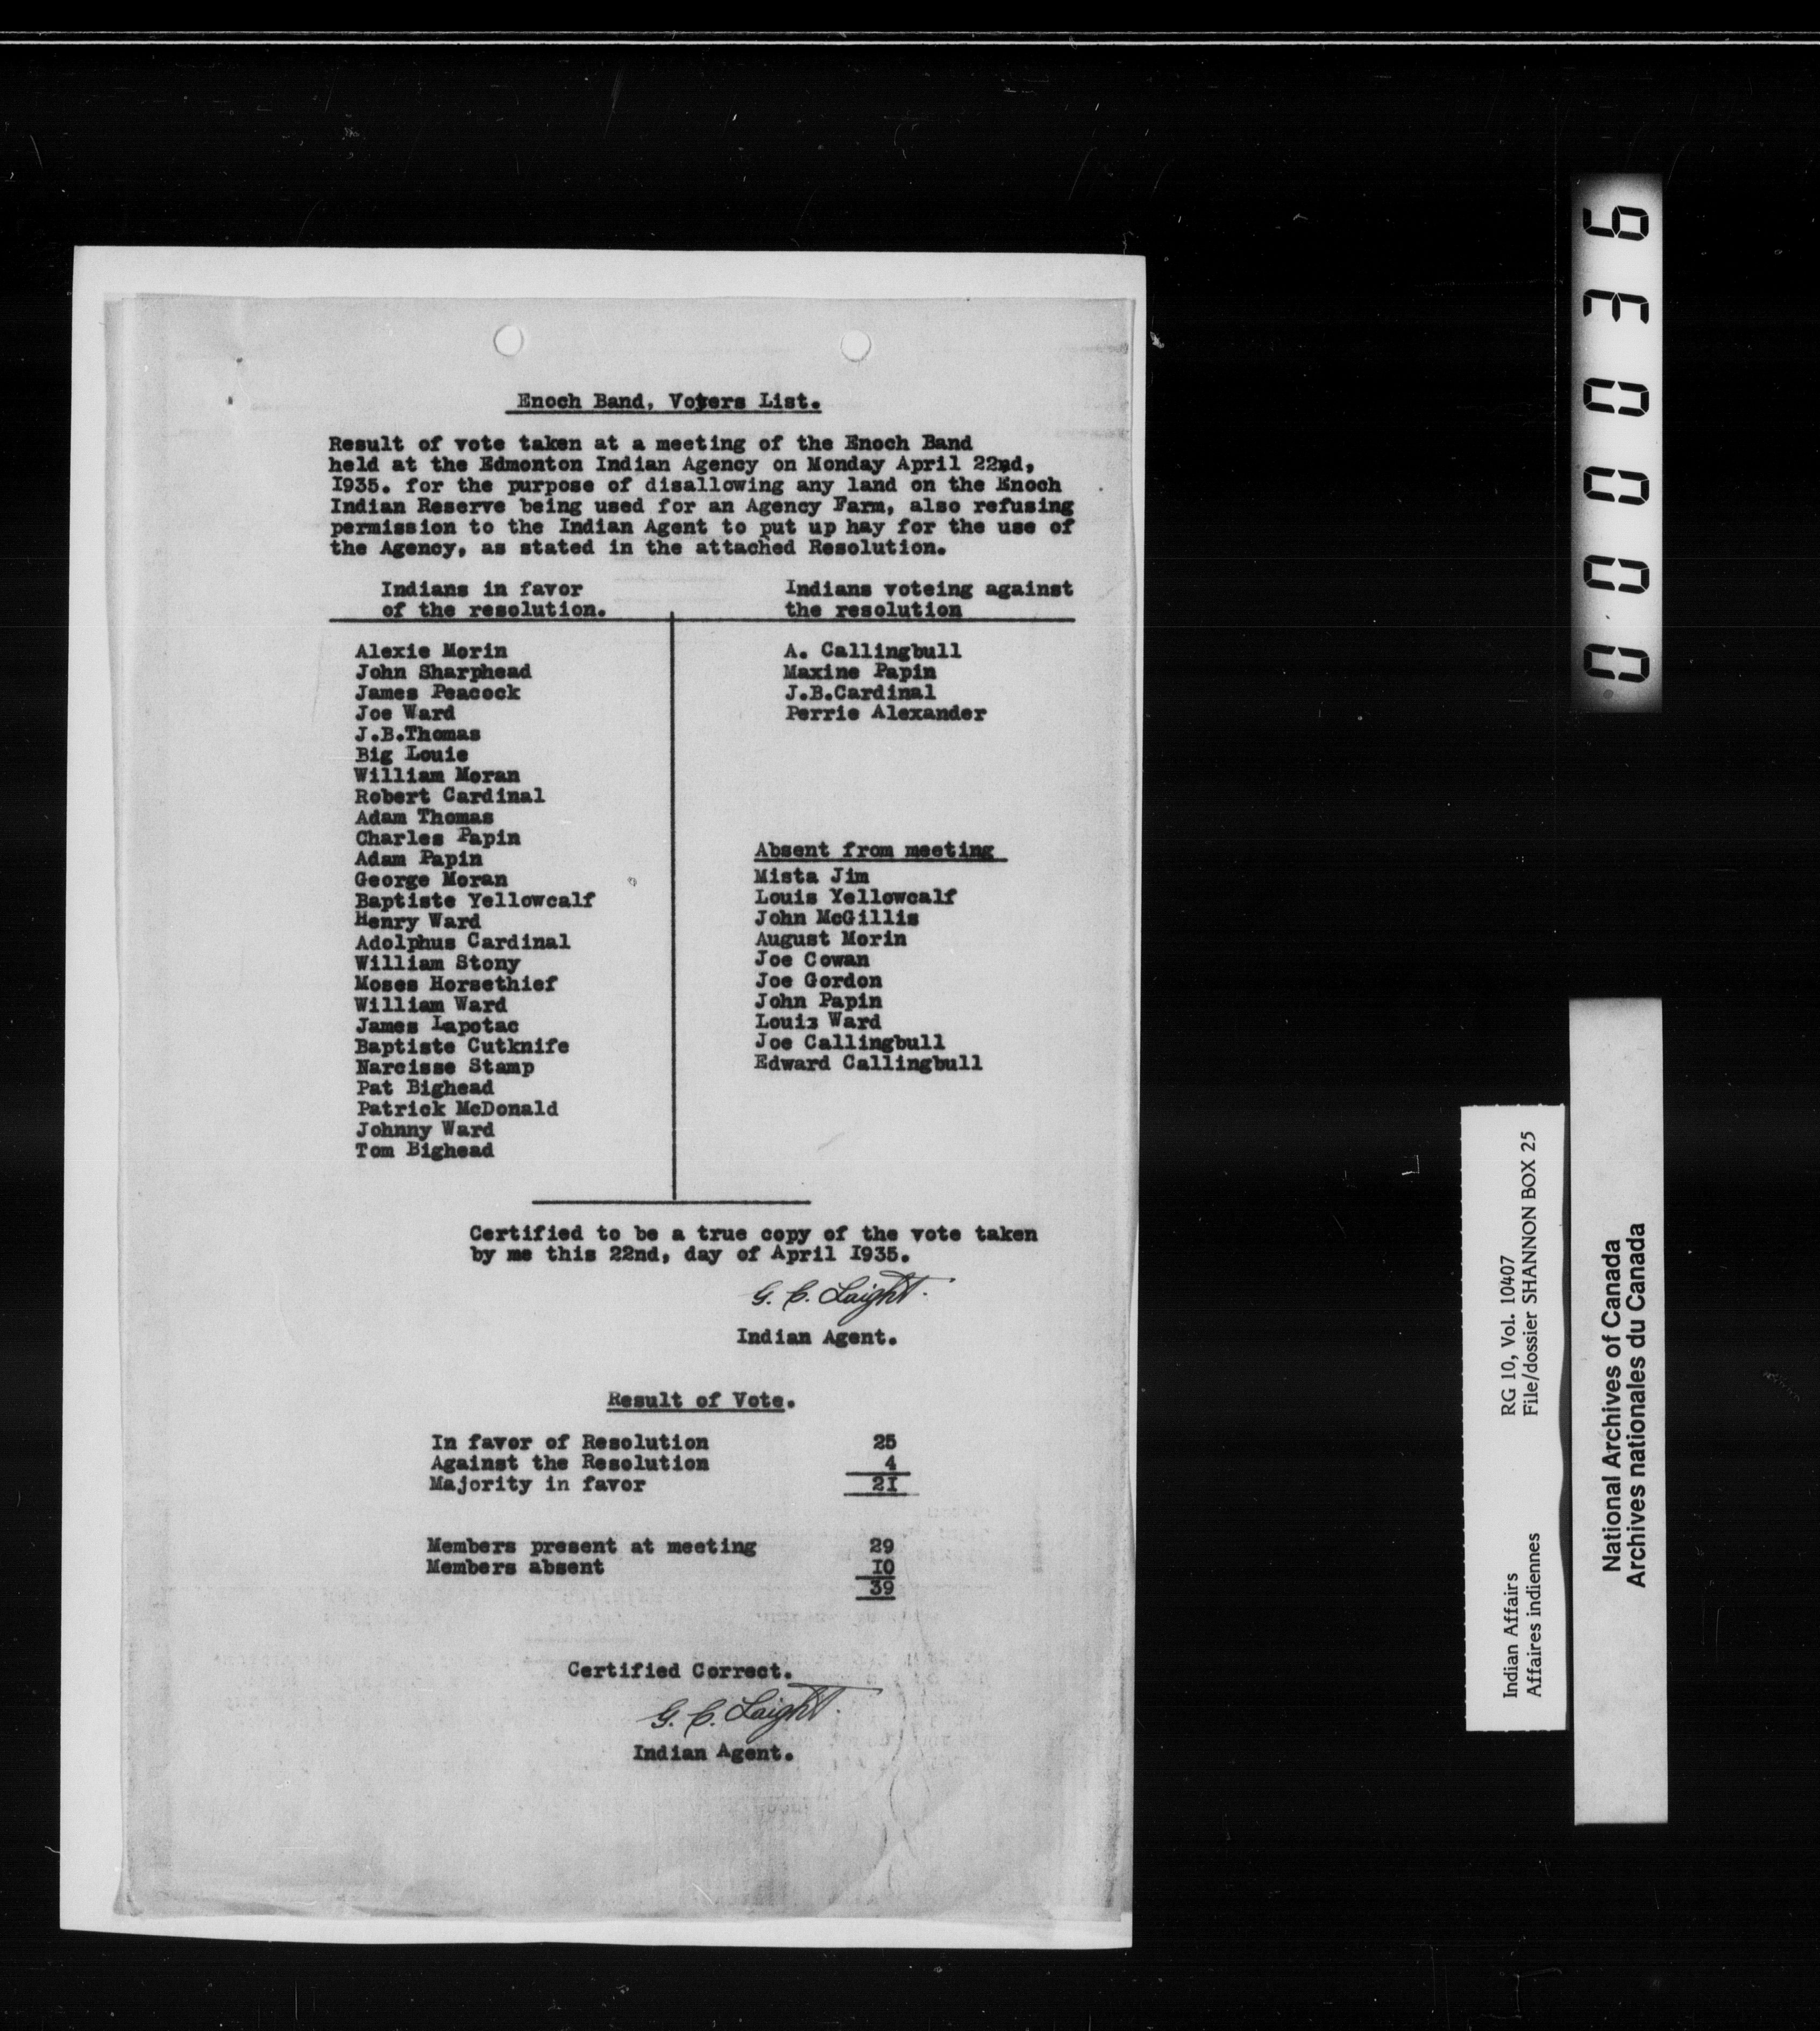 Enoch Band, Voters List.
Result of vote taken at a meeting of the Enoch Band
held at the Edmonton Indian Agency on Monday April 22nd,
I935. for the purpose of disallowing any land on the Enoch
Indian Reserve being used for an Agency Farm, also refusing
permission to the Indian Agent to put up hay for the use of
the Agency, as stated in the attached Resolution.
Indians in favor
of the resolution.
Alexie Morin
John Sharphead
James Peacock
Joe Ward
J.B.Thomas
Big Louie
William Moran
Robert Cardinal
Adam Thomas
Charles Papin
Adam Papin
George Moran
Baptiste Yellowcalf
Henry Ward
Adolphus Cardinal
William Stony
Moses Horsethief
William Ward
James Lapotac
Baptiste Cutknife
Narcisse Stamp
Pat Bighead
Patrick McDonald
Johnny Ward
Tom Bighead
Indians voteing against
the resolution
A. Callingbull
Maxine Papin
J.B.Cardinal
Perrie Alexander
Absent from meeting
Mista Jim
Louis Yellowcalf
John McGillis
August Morin
Joe Cowan
Joe Gordon
John Papin
Louis Ward
Joe Callingbull
Edward Callingbull
Certified to be a true copy of the vote taken
by me this 22nd, day of April I935.
G. C. Laight.
Indian Agent.
Result of Vote.
In favor of Resolution 25
Against the Resolution 4
Majority in favor 2I
Members present at meeting 29
Members absent I0
39
Certified Correct.
G. C. Laight.
Indian Agent.
000036
Indian Affairs RG 10, Vol. 10407
Affaires indiennes File/dossier SHANNON BOX 25
National Archives of Canada
Archives nationales du Canada